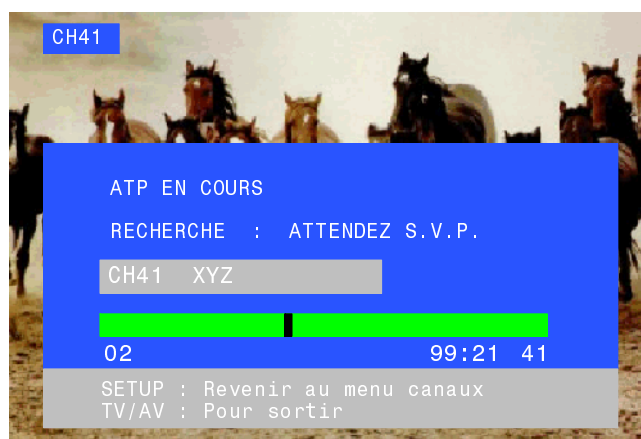 CH41
ATP EN COURS
RECHERCHE : ATTENDEZ S.V.P.
CH41 XYZ
02 99:21 41
SETUP : Revenir au menu canaux
TV/AV : Pour sortir